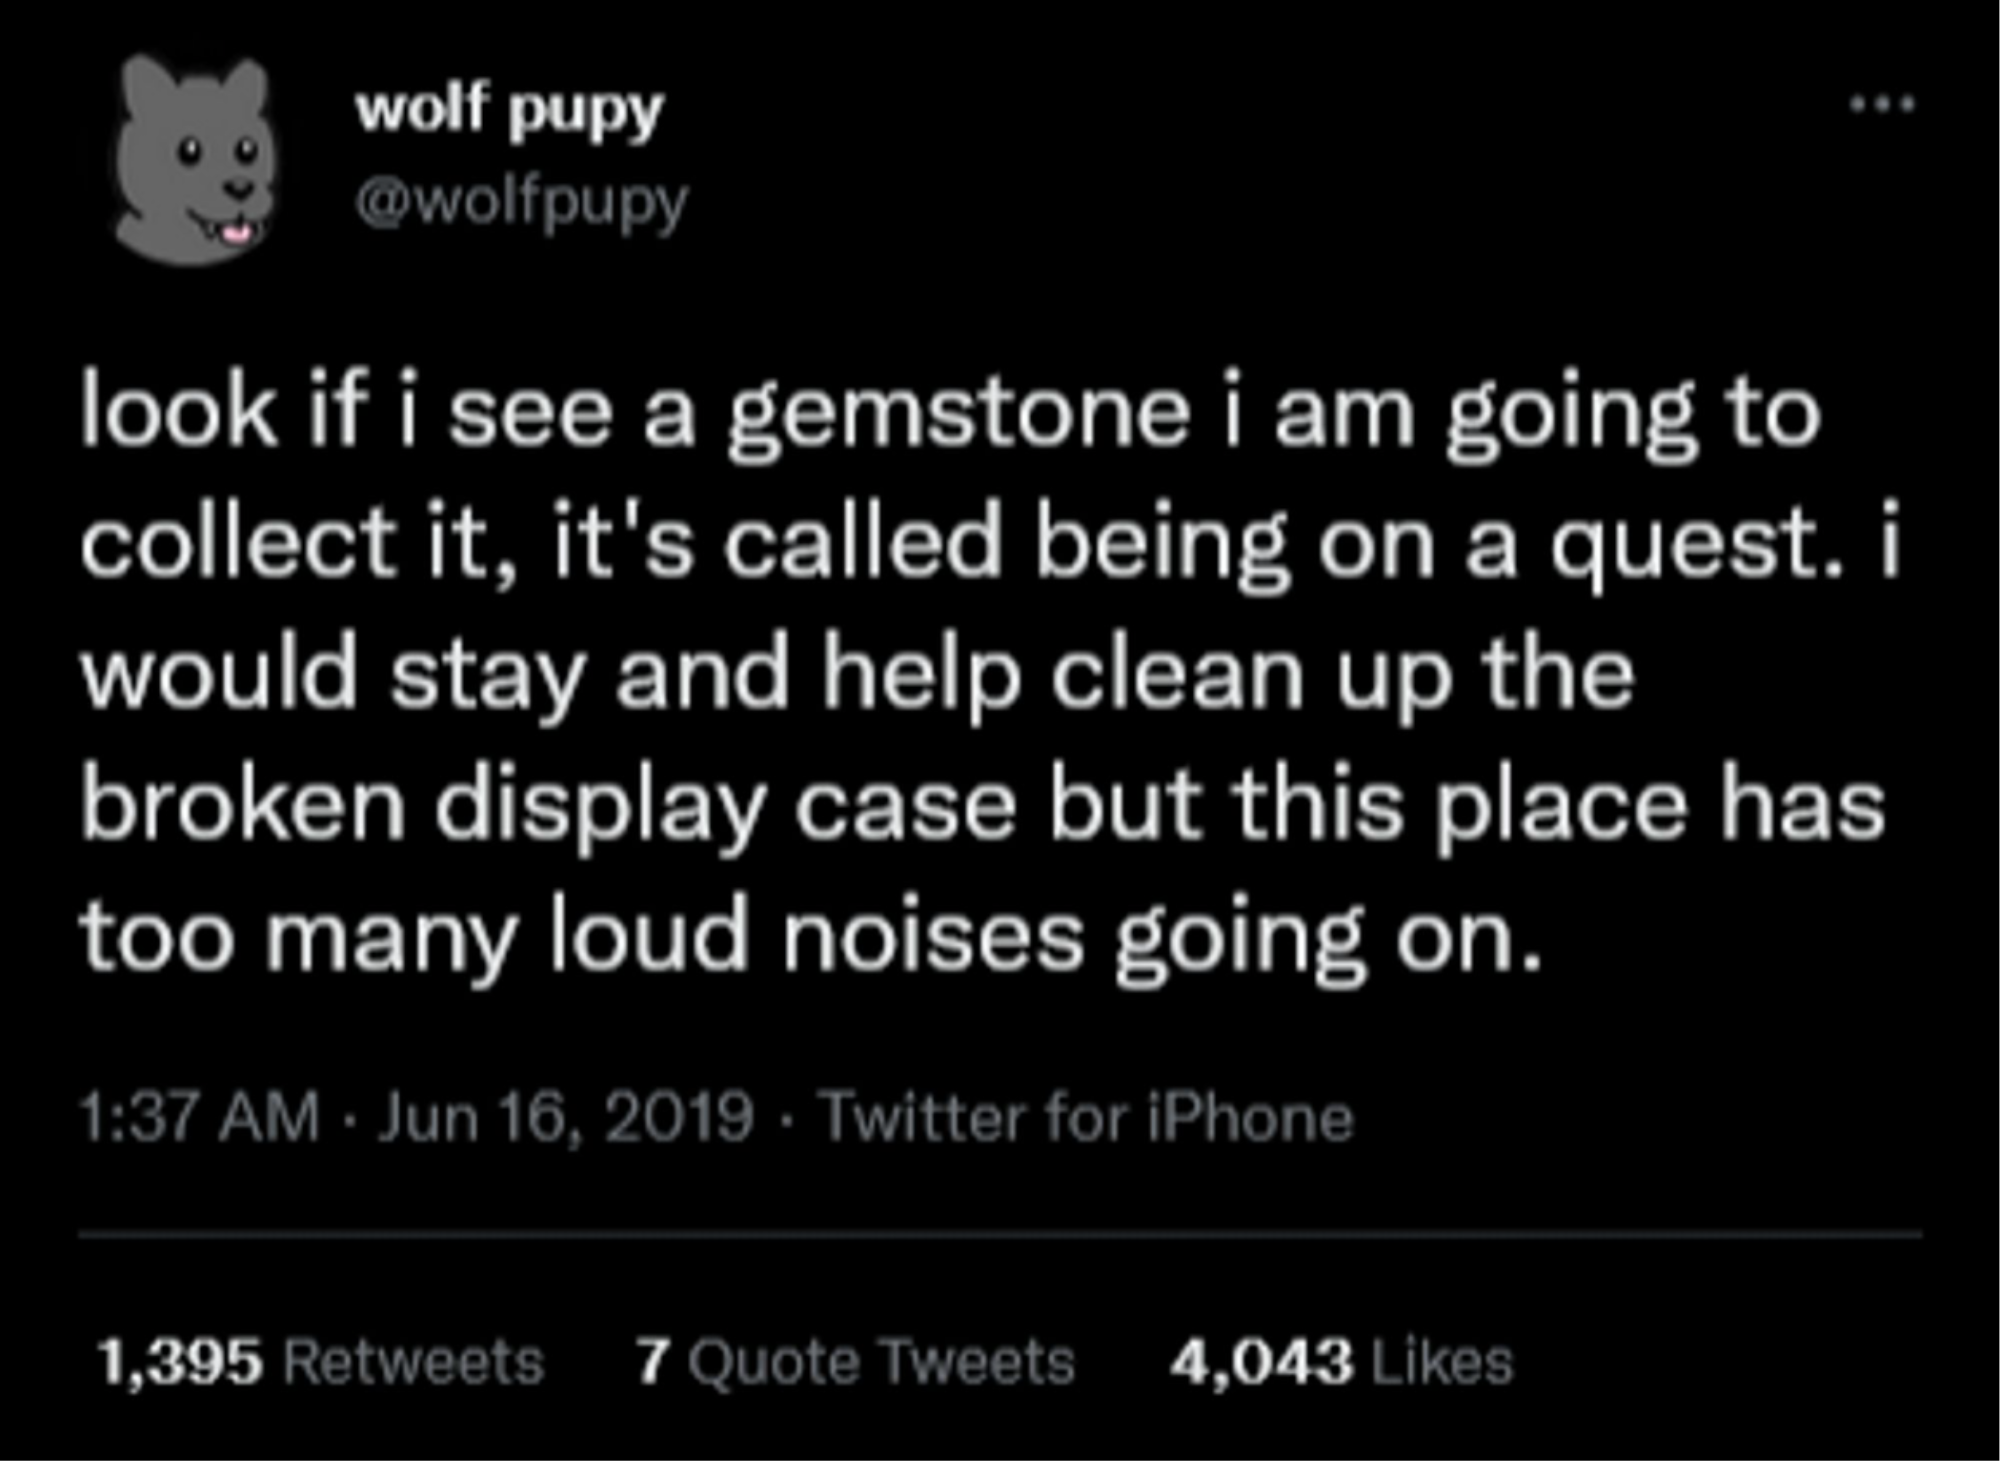 wolf pupy
@wolfpupy
look if i see a gemstone i am going to
collect it, it's called being on a quest. i
would stay and help clean up the
broken display case but this place has
too many loud noises going on.
1:37 AM · Jun 16, 2019 · Twitter for iPhone
1,395 Retweets 7 Quote Tweets 4,043 Likes